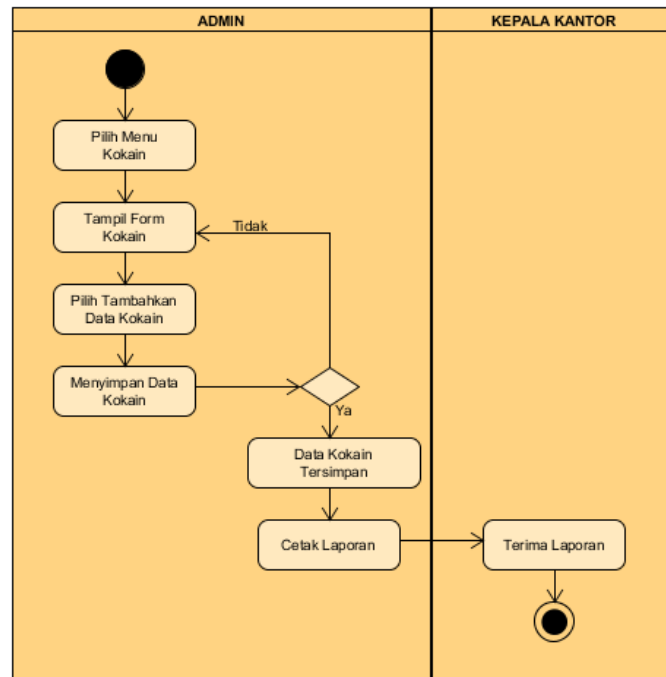 ADMIN
KEPALA KANTOR
Pilih Menu
Kokain
Tampil Form
Kokain
Tidak
Pilih Tambahkan
Data Kokain
Menyimpan Data
Kokain
Ya
Data Kokain
Tersimpan
Cetak Laporan
Terima Laporan